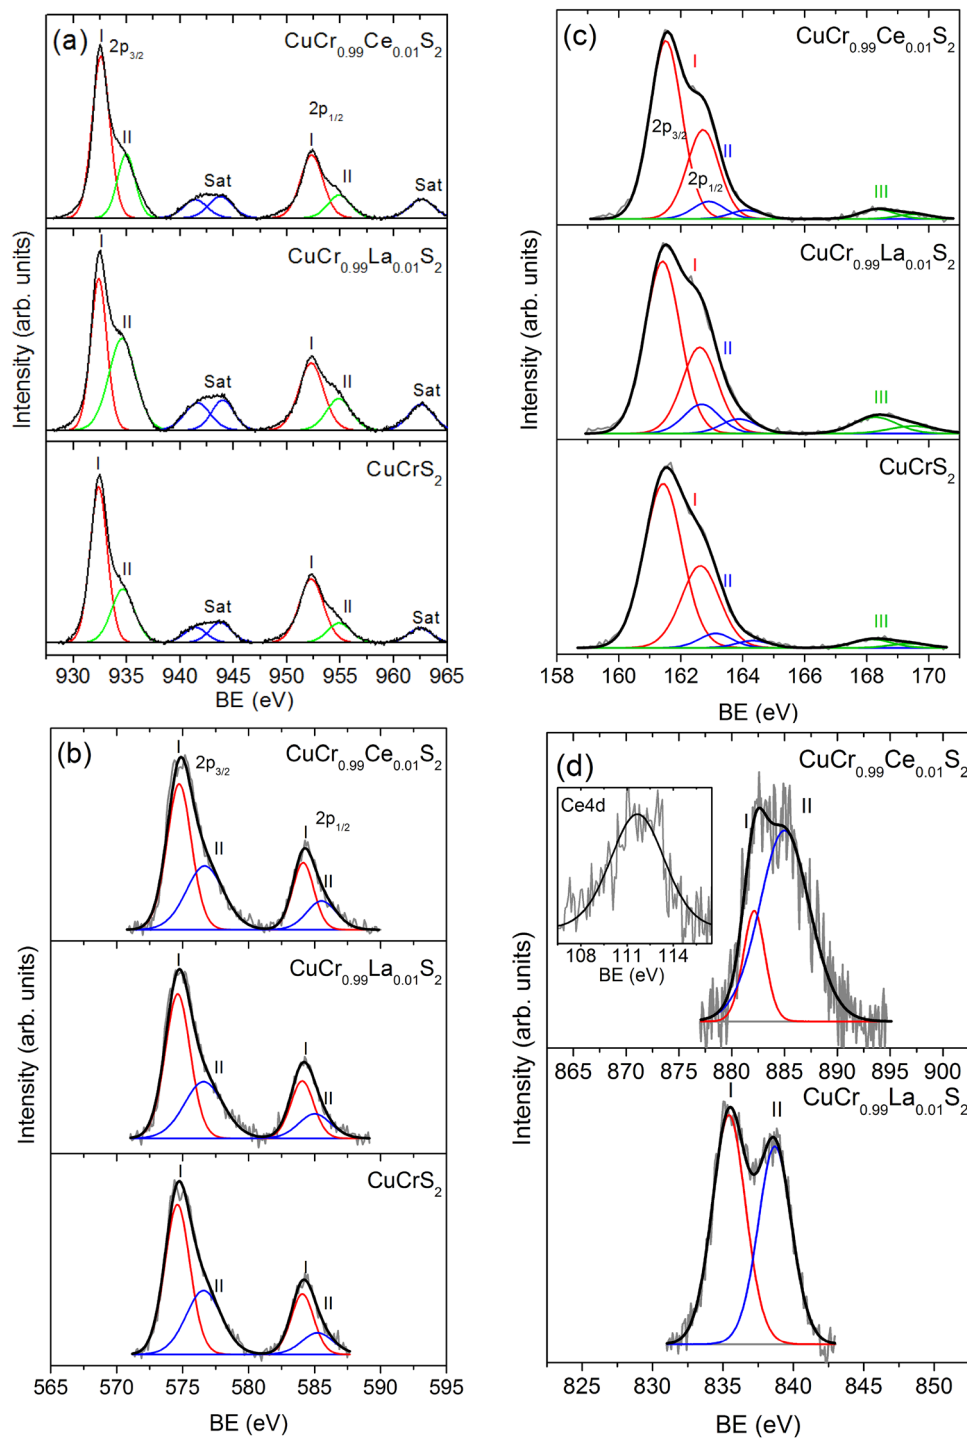 (a)
I
2p3/2
CuCr0.99Ce0.01S2
II
2p1/2
I
II
Sat
Sat
I
CuCr0.99La0.01S2
II
I
II
Sat
Sat
I
CuCrS2
II
I
II
Sat
Sat
930 935 940 945 950 955 960 965
BE (eV)
Intensity (arb. units)
(c)
CuCr0.99Ce0.01S2
I
2p3/2
II
2p1/2
III
CuCr0.99La0.01S2
I
II
III
CuCrS2
I
II
III
158 160 162 164 166 168 170
BE (eV)
Intensity (arb. units)
(b)
I
CuCr0.99Ce0.01S2
2p3/2
I
2p1/2
II
II
I
CuCr0.99La0.01S2
I
II
II
I
CuCrS2
I
II
II
565 570 575 580 585 590 595
BE (eV)
Intensity (arb. units)
(d)
CuCr0.99Ce0.01S2
Ce4d
I
II
108 111 114
BE (eV)
865 870 875 880 885 890 895 900
I
II
CuCr0.99La0.01S2
825 830 835 840 845 850
BE (eV)
Intensity (arb. units)